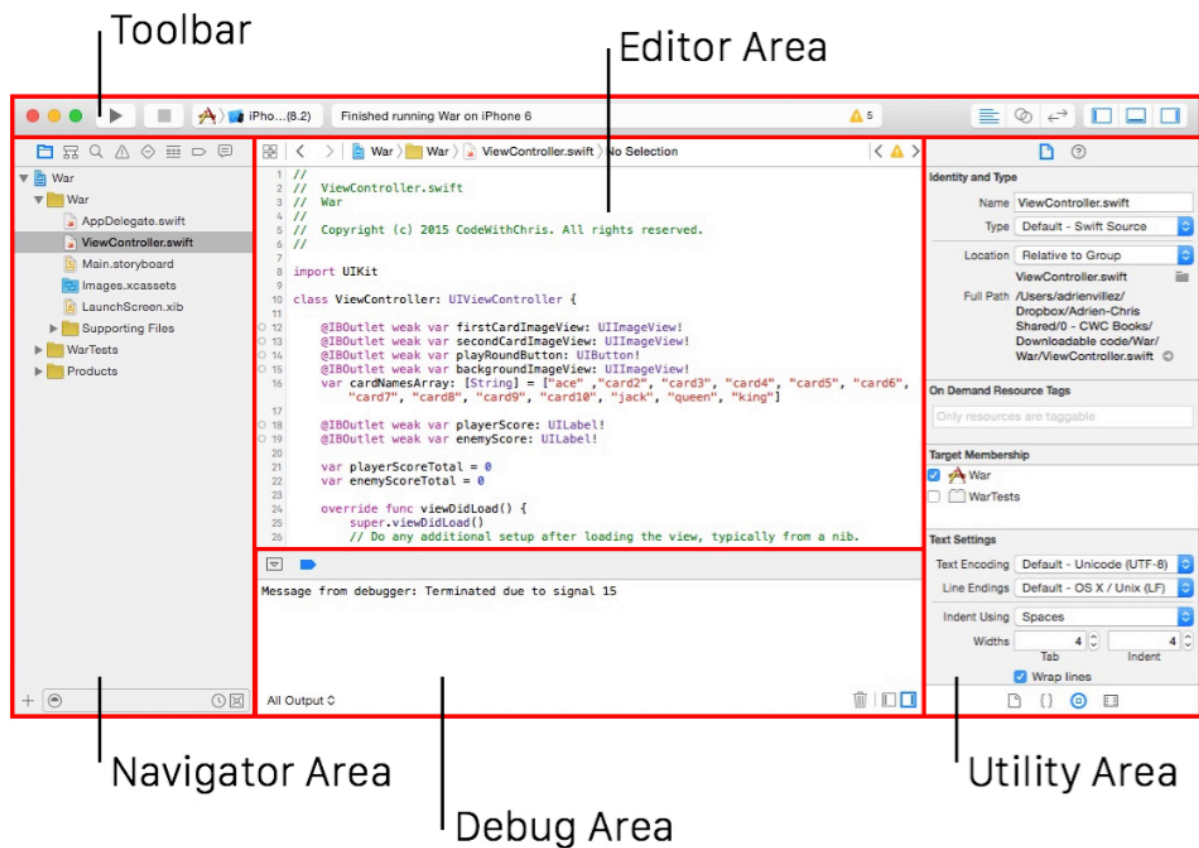 Toolbar
Editor Area
iPho...(8.2)
Finished running War on iPhone 6
5
War
War
AppDelegate.swift
ViewController.swift
Main.storyboard
Images.xcassets
LaunchScreen.xib
Supporting Files
WarTests
Products
War 〉 War 〉 ViewController.swift 〉 No Selection
1 //
2 //  ViewController.swift
3 //  War
4 //
5 //  Copyright (c) 2015 CodeWithChris. All rights reserved.
6 //
7
8 import UIKit
9
10 class ViewController: UIViewController {
11
12     @IBOutlet weak var firstCardImageView: UIImageView!
13     @IBOutlet weak var secondCardImageView: UIImageView!
14     @IBOutlet weak var playRoundButton: UIButton!
15     @IBOutlet weak var backgroundImageView: UIImageView!
16     var cardNamesArray: [String] = ["ace" ,"card2", "card3", "card4", "card5", "card6",
"card7", "card8", "card9", "card10", "jack", "queen", "king"]
17
18     @IBOutlet weak var playerScore: UILabel!
19     @IBOutlet weak var enemyScore: UILabel!
20
21     var playerScoreTotal = 0
22     var enemyScoreTotal = 0
23
24     override func viewDidLoad() {
25         super.viewDidLoad()
26         // Do any additional setup after loading the view, typically from a nib.
Message from debugger: Terminated due to signal 15
All Output
Identity and Type
Name ViewController.swift
Type Default - Swift Source
Location Relative to Group
ViewController.swift
Full Path /Users/adrienvillez/
Dropbox/Adrien-Chris
Shared/0 - CWC Books/
Downloadable code/War/
War/ViewController.swift
On Demand Resource Tags
Only resources are taggable
Target Membership
War
WarTests
Text Settings
Text Encoding Default - Unicode (UTF-8)
Line Endings Default - OS X / Unix (LF)
Indent Using Spaces
Widths 4 4
Tab Indent
Wrap lines
Navigator Area
Debug Area
Utility Area